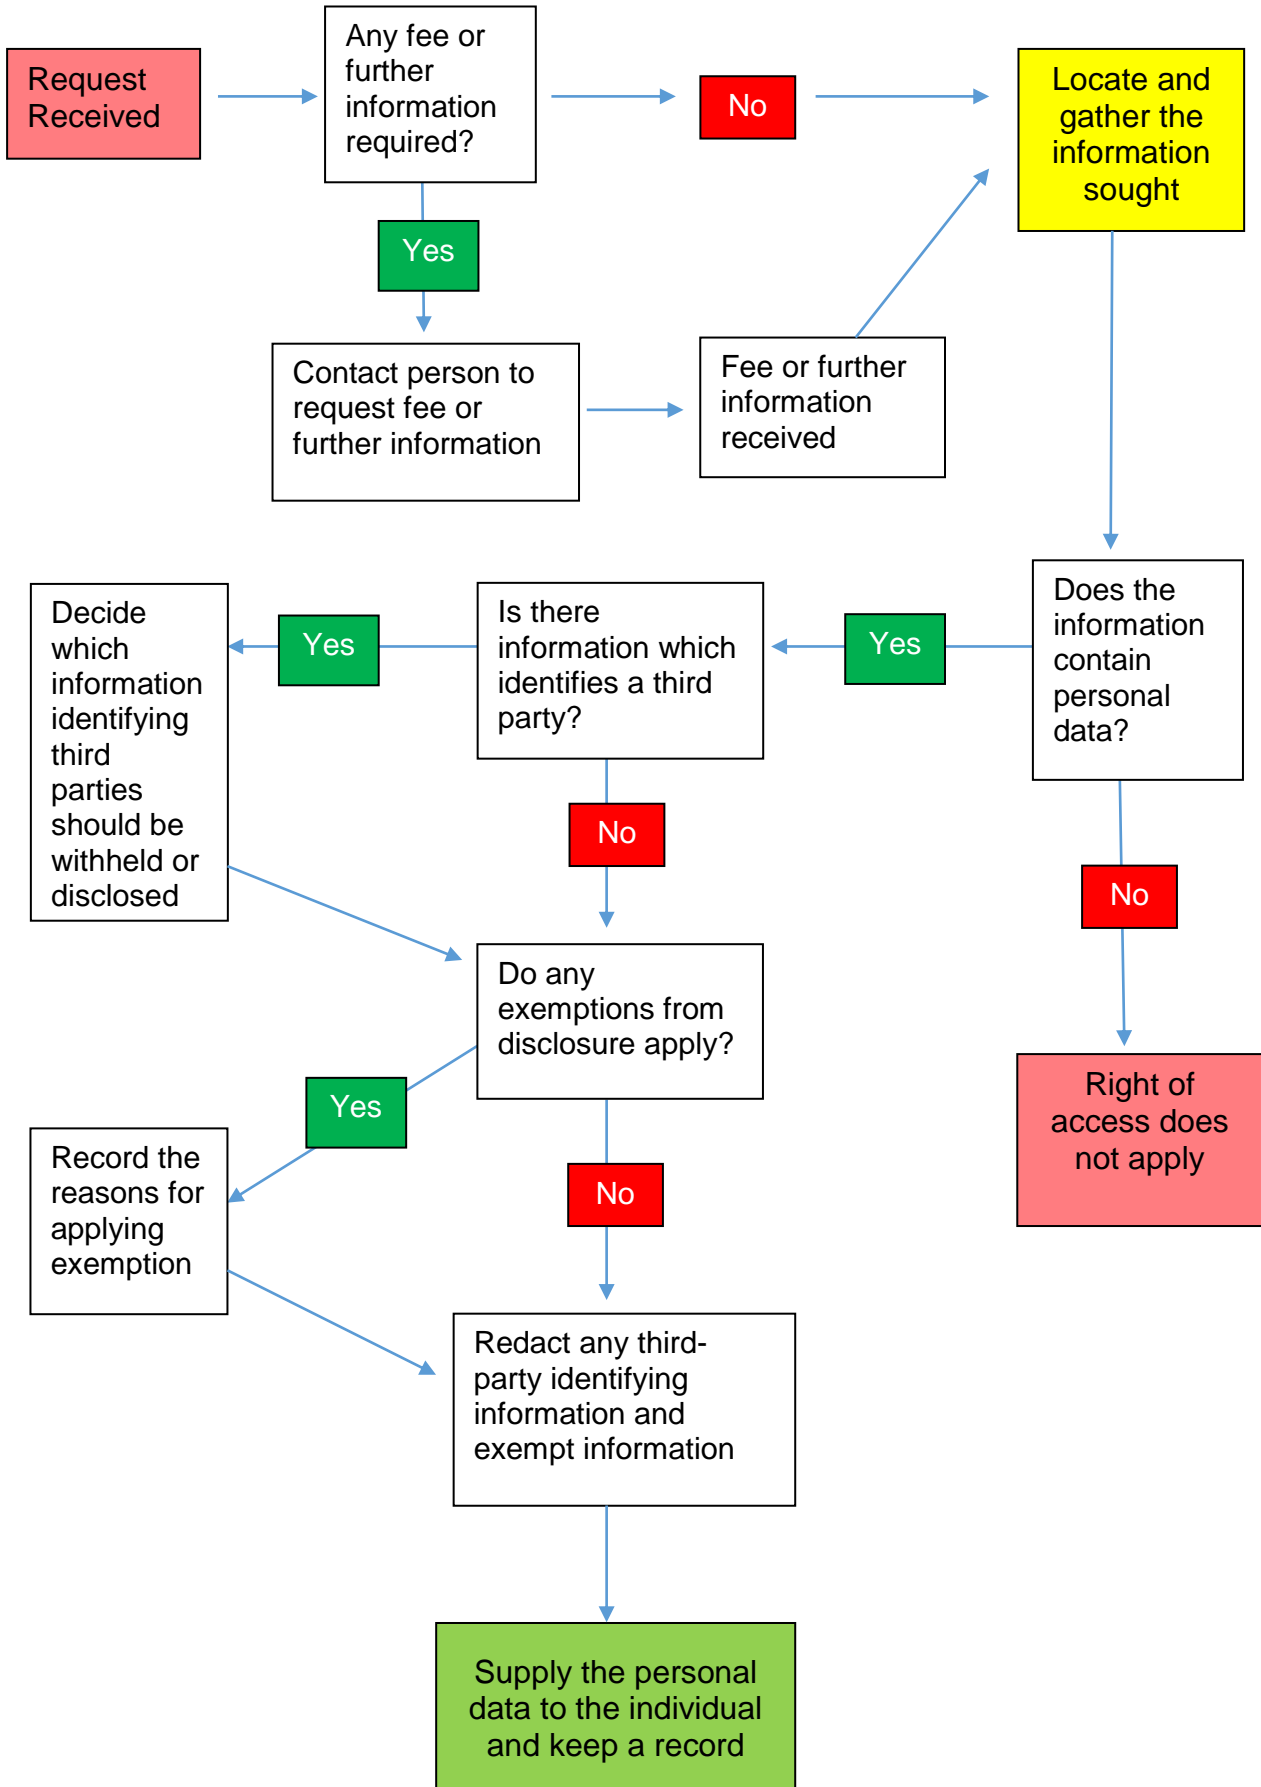 Request
Received
Any fee or
further
information
required?
No
Locate and
gather the
information
sought
Yes
Contact person to
request fee or
further information
Fee or further
information
received
Decide
which
information
identifying
third
parties
should be
withheld or
disclosed
Yes
Is there
information which
identifies a third
party?
Yes
Does the
information
contain
personal
data?
No
No
Do any
exemptions from
disclosure apply?
Right of
access does
not apply
Yes
Record the
reasons for
applying
exemption
No
Redact any third-
party identifying
information and
exempt information
Supply the personal
data to the individual
and keep a record